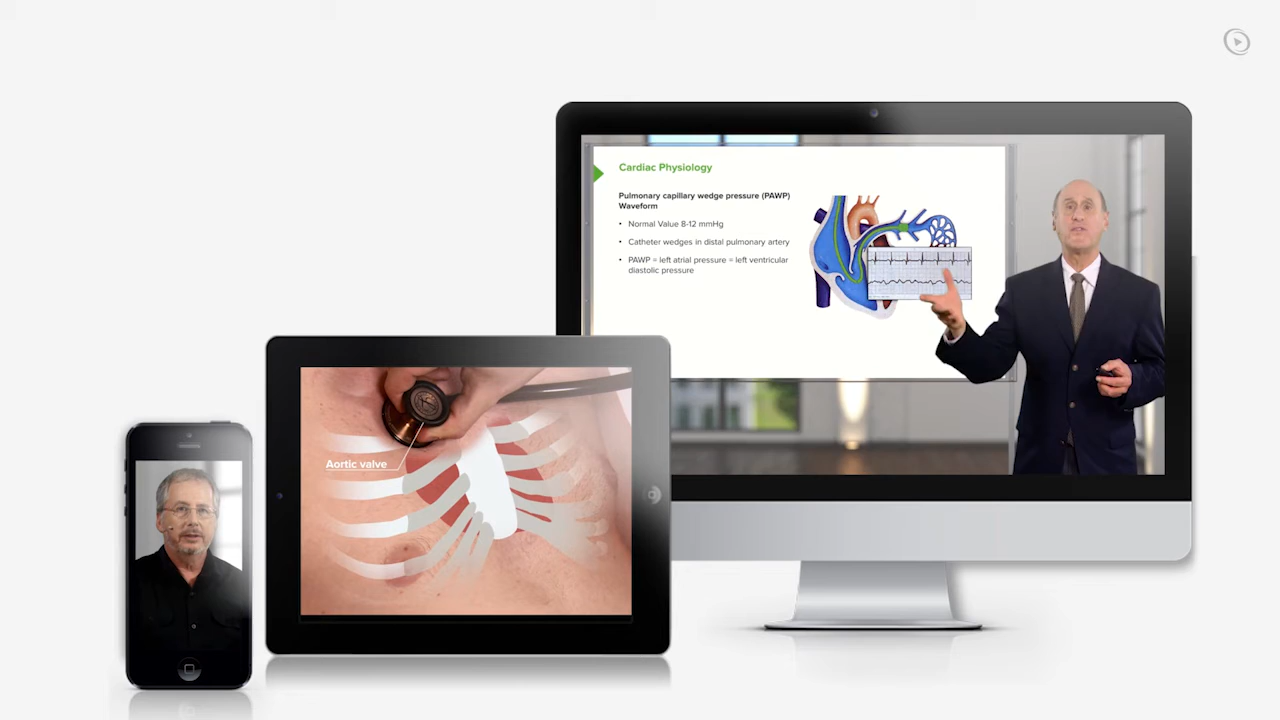 Cardiac Physiology
Pulmonary capillary wedge pressure (PAWP)
Waveform
• Normal Value 8-12 mmHg
• Catheter wedges in distal pulmonary artery
• PAWP = left atrial pressure = left ventricular
diastolic pressure
Aortic valve